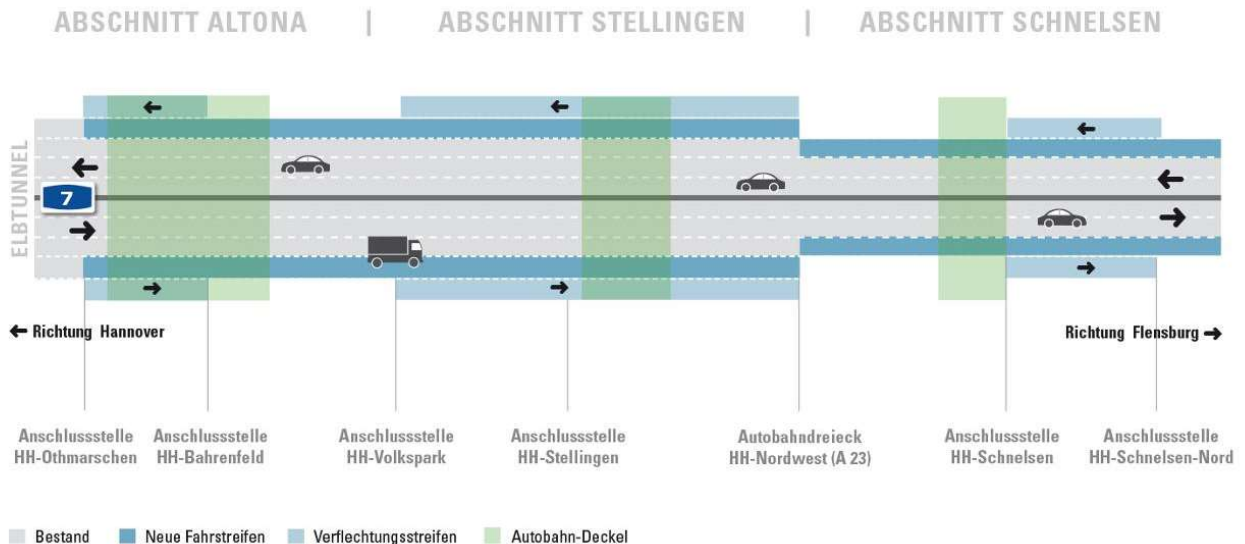 ABSCHNITT ALTONA | ABSCHNITT STELLINGEN | ABSCHNITT SCHNELSEN
ELBTUNNEL
7
← Richtung Hannover
Richtung Flensburg →
Anschlussstelle
HH-Othmarschen
Anschlussstelle
HH-Bahrenfeld
Anschlussstelle
HH-Volkspark
Anschlussstelle
HH-Stellingen
Autobahndreieck
HH-Nordwest (A 23)
Anschlussstelle
HH-Schnelsen
Anschlussstelle
HH-Schnelsen-Nord
Bestand Neue Fahrstreifen Verflechtungsstreifen Autobahn-Deckel